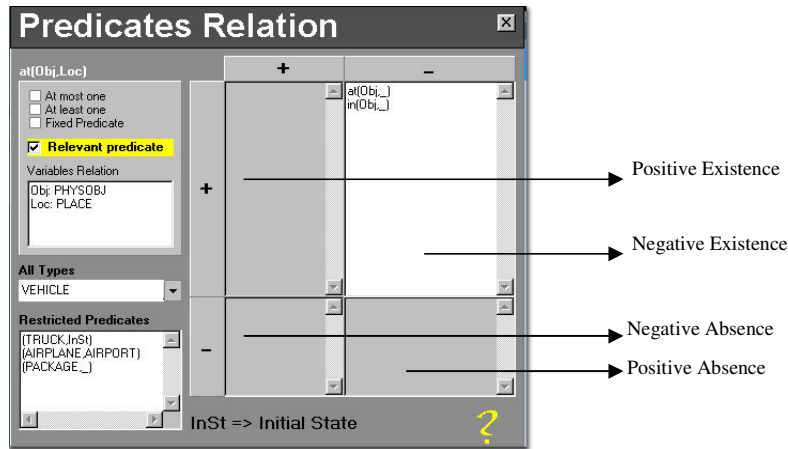 Predicates Relation
at(Obj,Loc)
At most one
At least one
Fixed Predicate
Relevant predicate
Variables Relation
Obj: PHYSOBJ
Loc: PLACE
All Types
VEHICLE
Restricted Predicates
(TRUCK,InSt)
(AIRPLANE,AIRPORT)
(PACKAGE,_)
+ –
+
at(Obj,_)
in(Obj,_)
–
InSt => Initial State
?
Positive Existence
Negative Existence
Negative Absence
Positive Absence